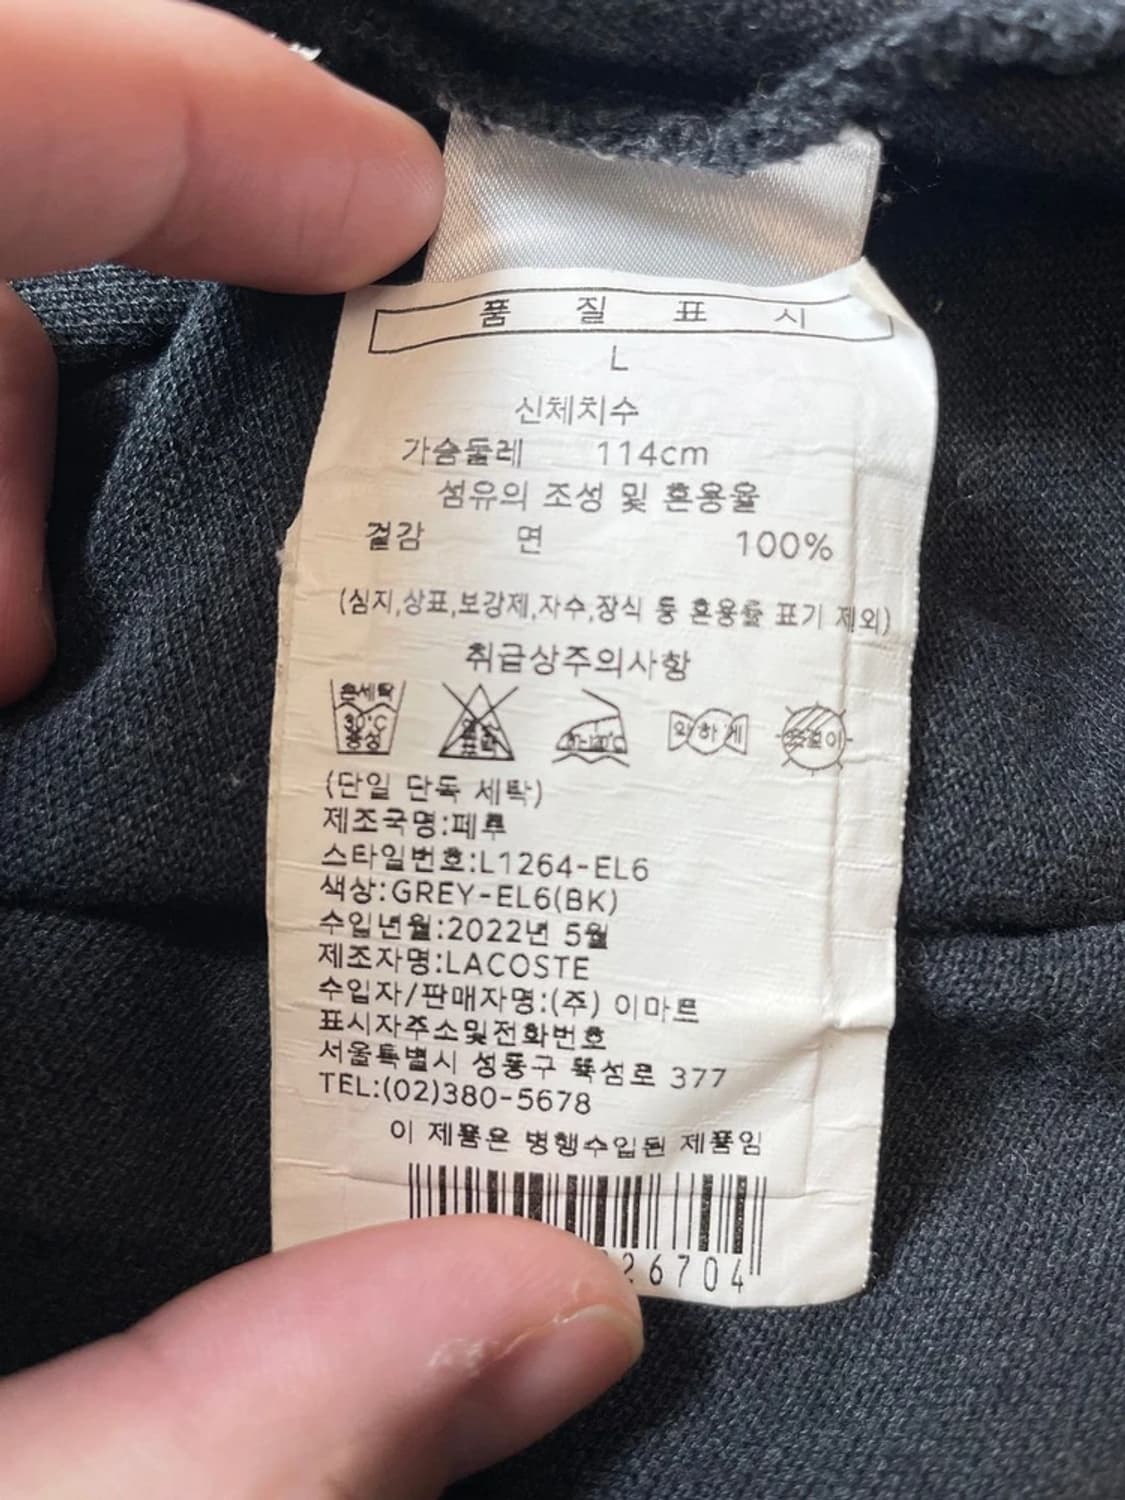 품 질 표 시
L
신체치수
가슴둘레 114cm
섬유의 조성 및 혼용율
겉감 면 100%
(심지,상표,보강제,자수,장식 등 혼용률 표기 제외)
취급상주의사항
30°C 약하게
(단일 단독 세탁)
제조국명:페루
스타일번호:L1264-EL6
색상:GREY-EL6(BK)
수입년월:2022년 5월
제조자명:LACOSTE
수입자/판매자명:(주) 이마트
표시자주소및전화번호
서울특별시 성동구 뚝섬로 377
TEL:(02)380-5678
이 제품은 병행수입된 제품임
26704